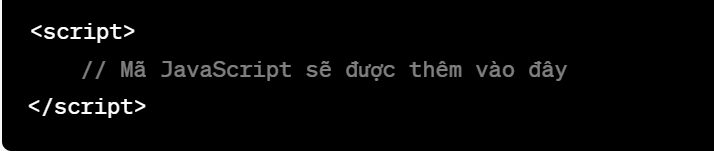 <script>
// Mã JavaScript sẽ được thêm vào đây
</script>